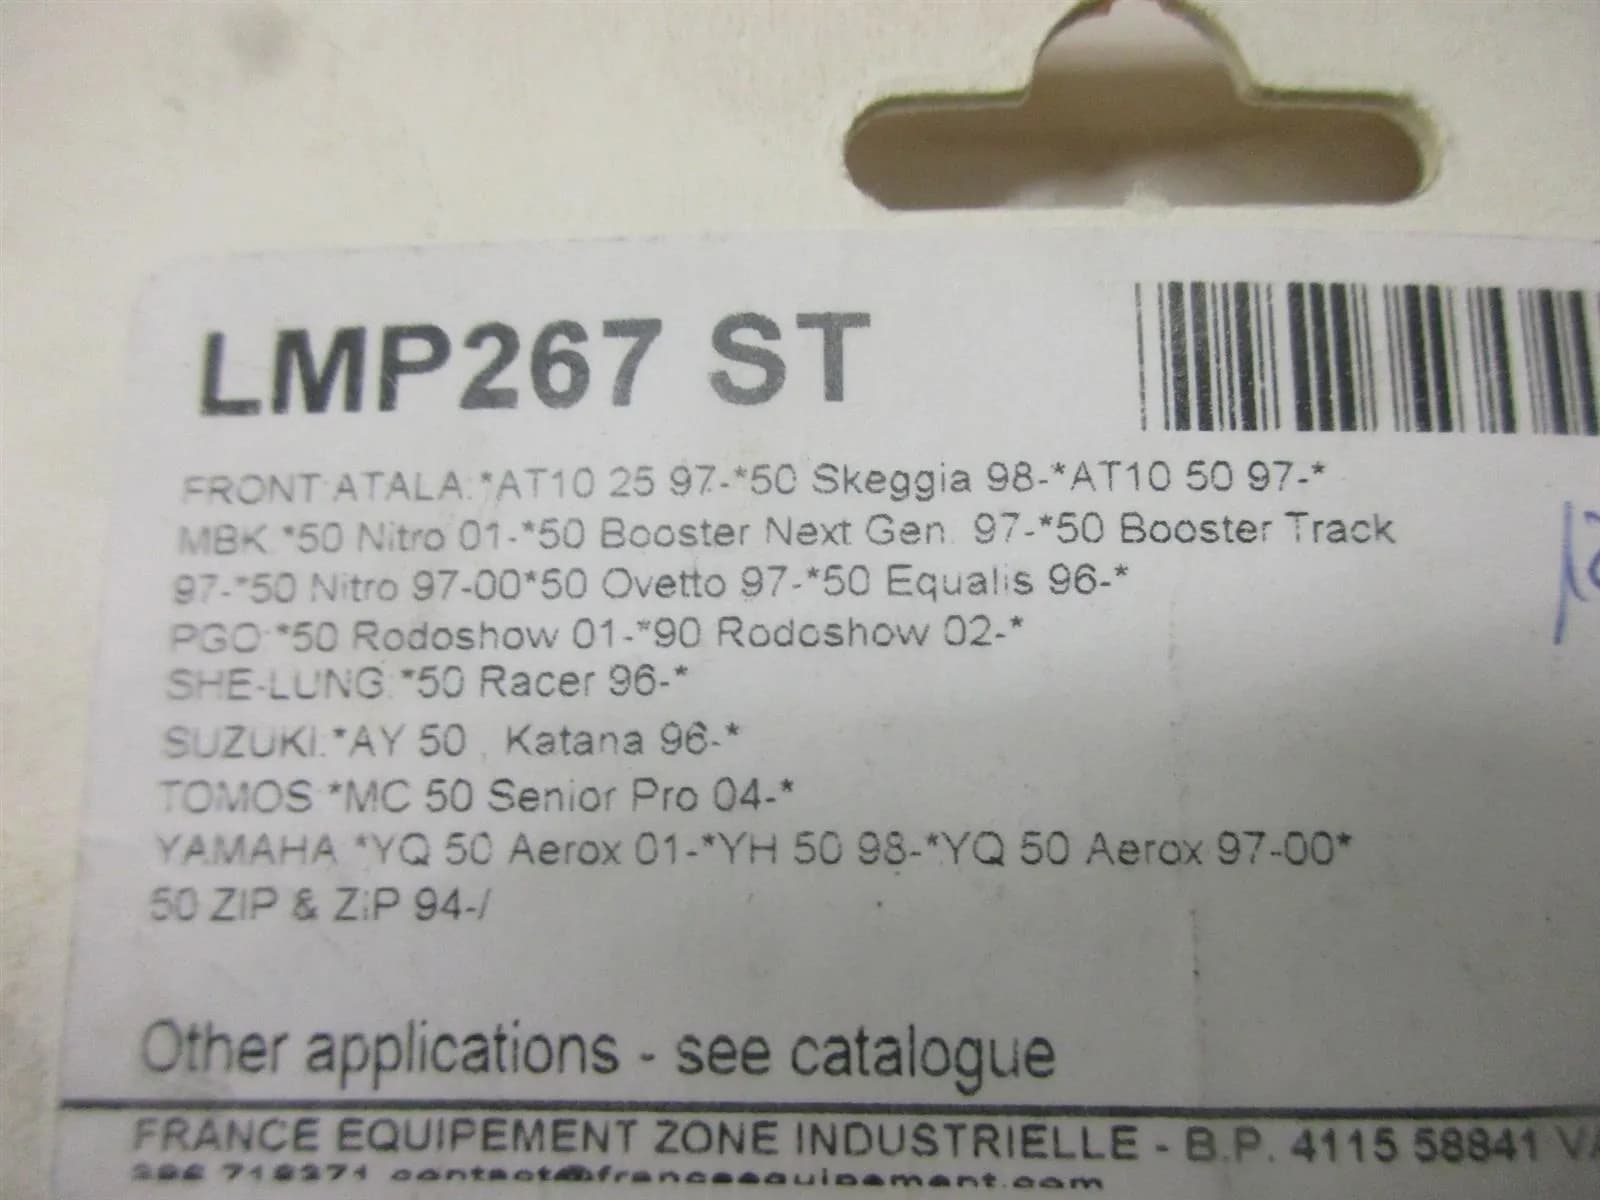 LMP267 ST
FRONT ATALA: *AT10 25 97-*50 Skeggia 98-*AT10 50 97-*
MBK *50 Nitro 01-*50 Booster Next Gen. 97-*50 Booster Track
97-*50 Nitro 97-00*50 Ovetto 97-*50 Equalis 96-*
PGO *50 Rodoshow 01-*90 Rodoshow 02-*
SHE-LUNG *50 Racer 96-*
SUZUKI *AY 50 , Katana 96-*
TOMOS *MC 50 Senior Pro 04-*
YAMAHA *YQ 50 Aerox 01-*YH 50 98-*YQ 50 Aerox 97-00*
50 ZIP & ZiP 94-/
Other applications - see catalogue
FRANCE EQUIPEMENT ZONE INDUSTRIELLE - B.P. 4115 58841
contact@franceequipement.com